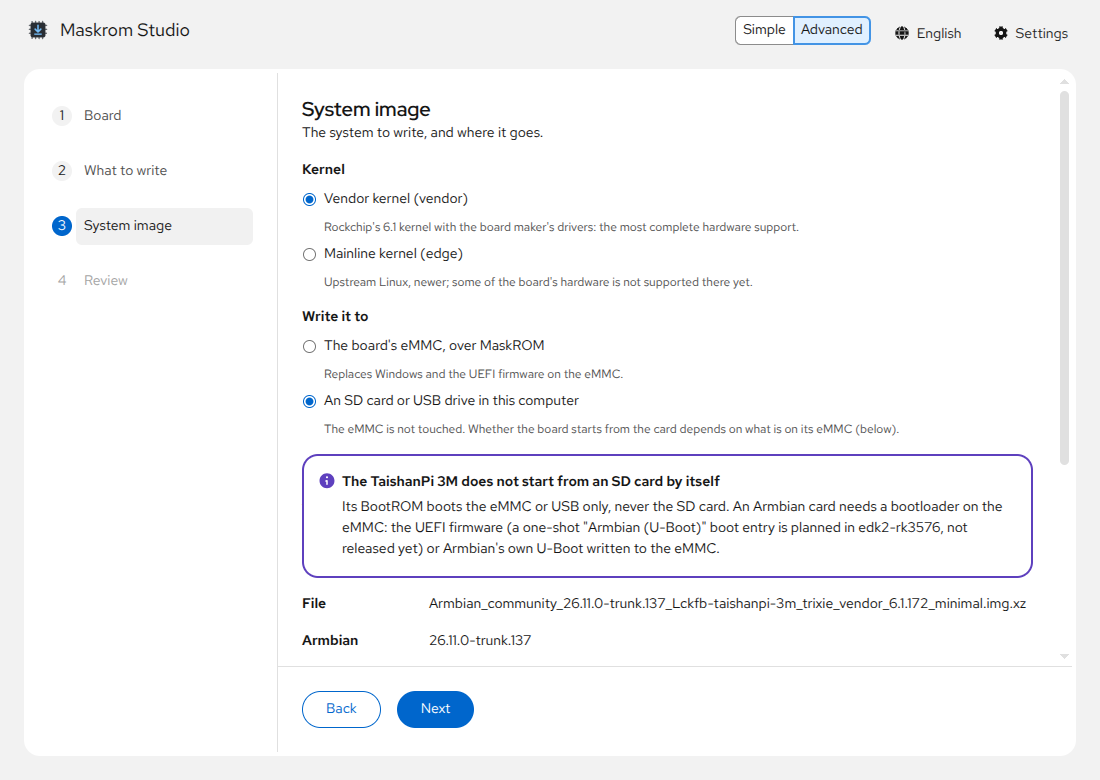 Maskrom Studio
Simple
Advanced
English
Settings
1 Board
2 What to write
3 System image
4 Review
System image
The system to write, and where it goes.
Kernel
Vendor kernel (vendor)
Rockchip's 6.1 kernel with the board maker's drivers: the most complete hardware support.
Mainline kernel (edge)
Upstream Linux, newer; some of the board's hardware is not supported there yet.
Write it to
The board's eMMC, over MaskROM
Replaces Windows and the UEFI firmware on the eMMC.
An SD card or USB drive in this computer
The eMMC is not touched. Whether the board starts from the card depends on what is on its eMMC (below).
The TaishanPi 3M does not start from an SD card by itself
Its BootROM boots the eMMC or USB only, never the SD card. An Armbian card needs a bootloader on the
eMMC: the UEFI firmware (a one-shot "Armbian (U-Boot)" boot entry is planned in edk2-rk3576, not
released yet) or Armbian's own U-Boot written to the eMMC.
File Armbian_community_26.11.0-trunk.137_Lckfb-taishanpi-3m_trixie_vendor_6.1.172_minimal.img.xz
Armbian 26.11.0-trunk.137
Back
Next